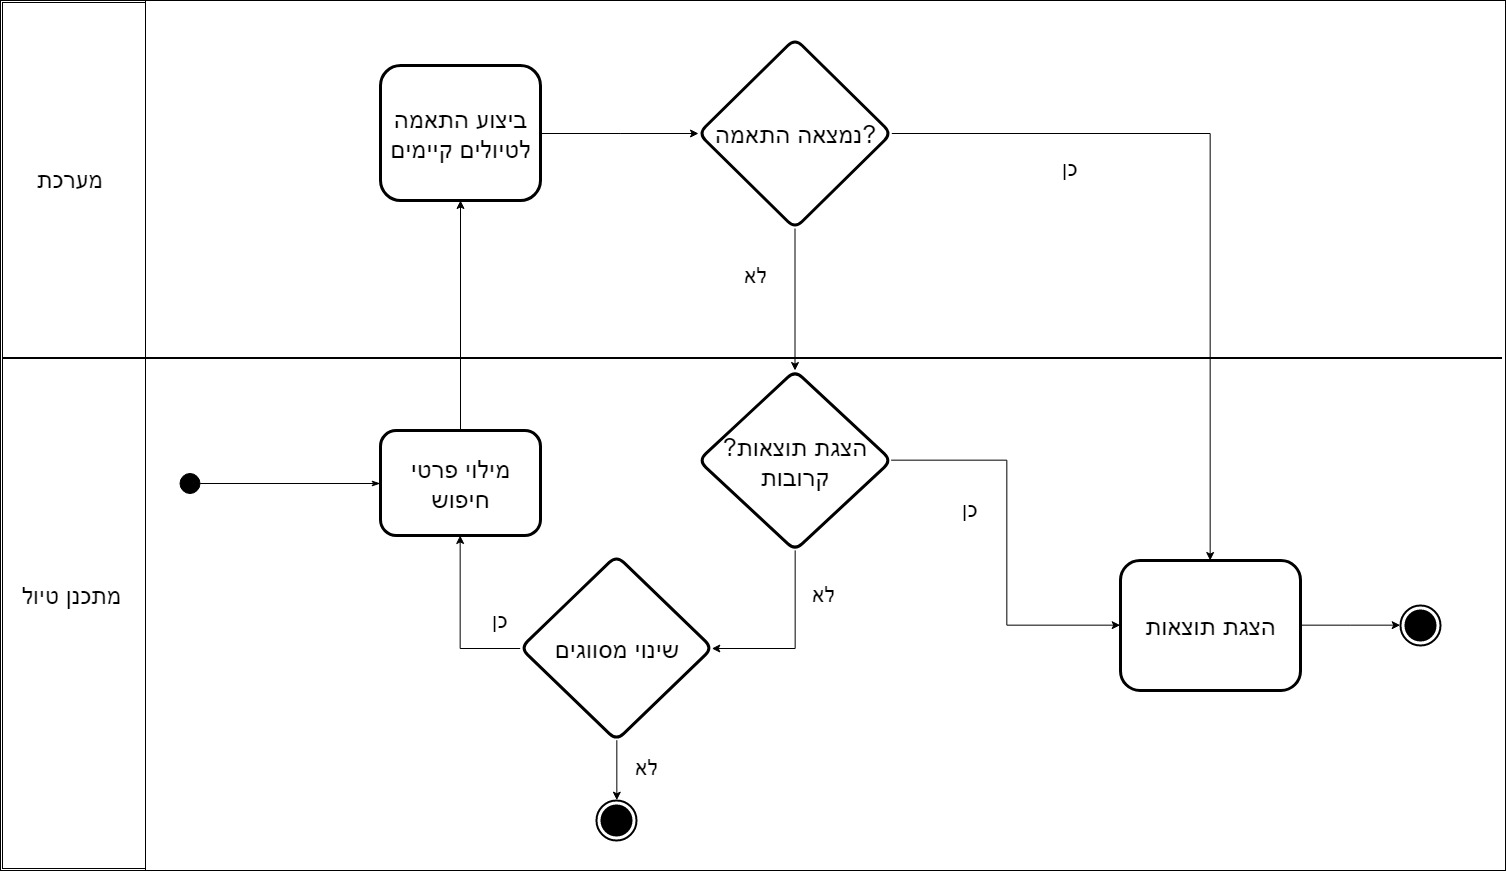 מערכת
ביצוע התאמה
לטיולים קיימים
נמצאה התאמה?
כן
לא
מתכנן טיול
מילוי פרטי
חיפוש
הצגת תוצאות?
קרובות
כן
לא
שינוי מסווגים
כן
לא
הצגת תוצאות